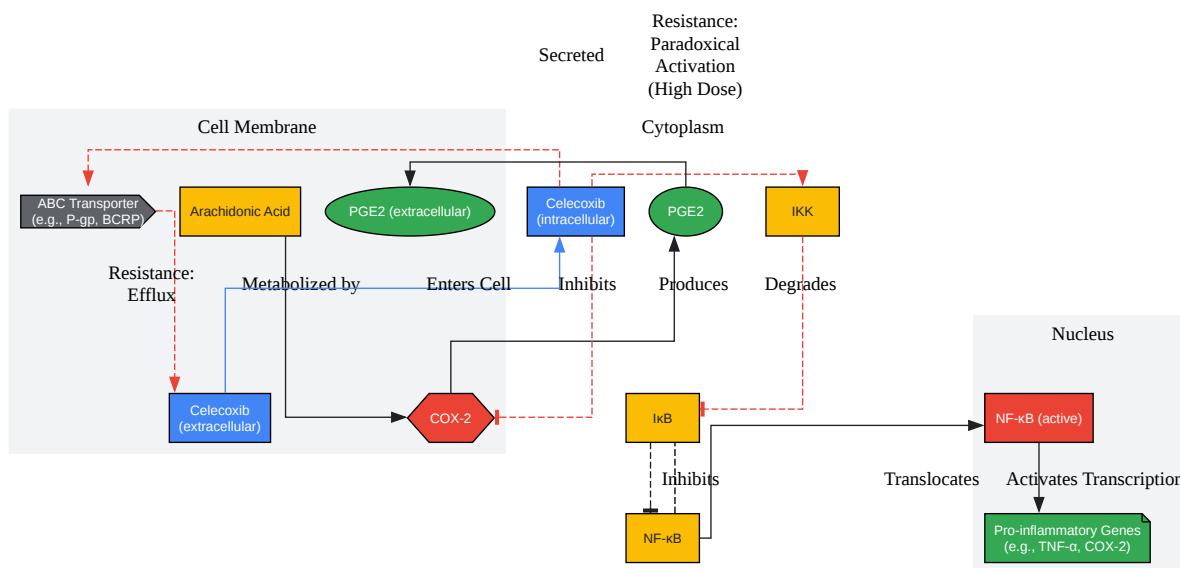 Resistance:
Paradoxical
Activation
(High Dose)
Secreted
Cell Membrane
Cytoplasm
ABC Transporter
(e.g., P-gp, BCRP)
Arachidonic Acid
PGE2 (extracellular)
Celecoxib
(intracellular)
PGE2
IKK
Resistance:
Efflux
Metabolized by
Enters Cell
Inhibits
Produces
Degrades
Nucleus
Celecoxib
(extracellular)
COX-2
IκB
NF-κB (active)
Inhibits
Translocates
Activates Transcription
NF-κB
Pro-inflammatory Genes
(e.g., TNF-α, COX-2)